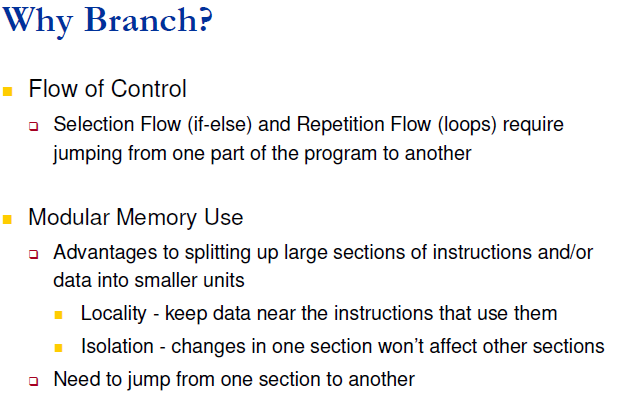 Why Branch?
Flow of Control
Selection Flow (if-else) and Repetition Flow (loops) require
jumping from one part of the program to another
Modular Memory Use
Advantages to splitting up large sections of instructions and/or
data into smaller units
Locality - keep data near the instructions that use them
Isolation - changes in one section won't affect other sections
Need to jump from one section to another